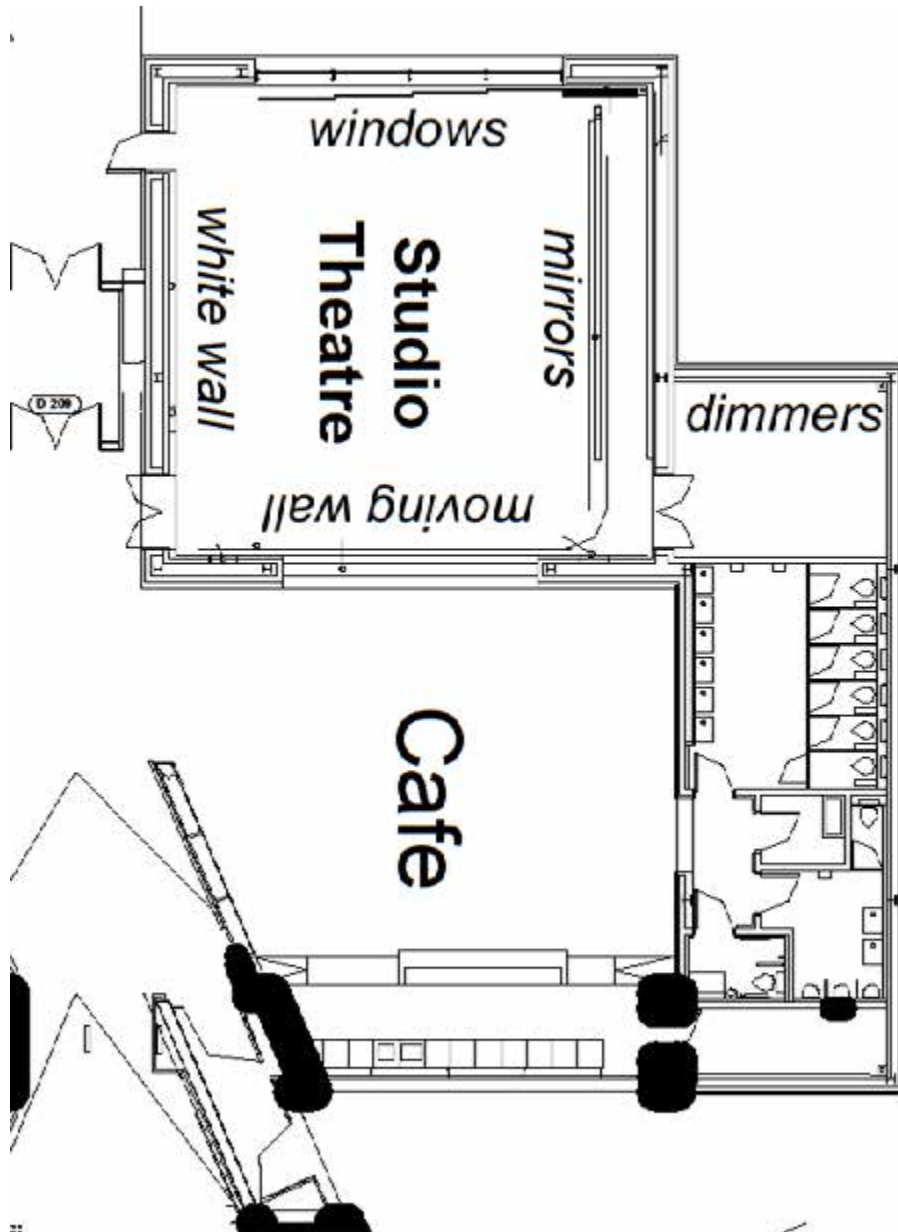 windows
white wall
Studio
Theatre
mirrors
moving wall
dimmers
D 209
Cafe